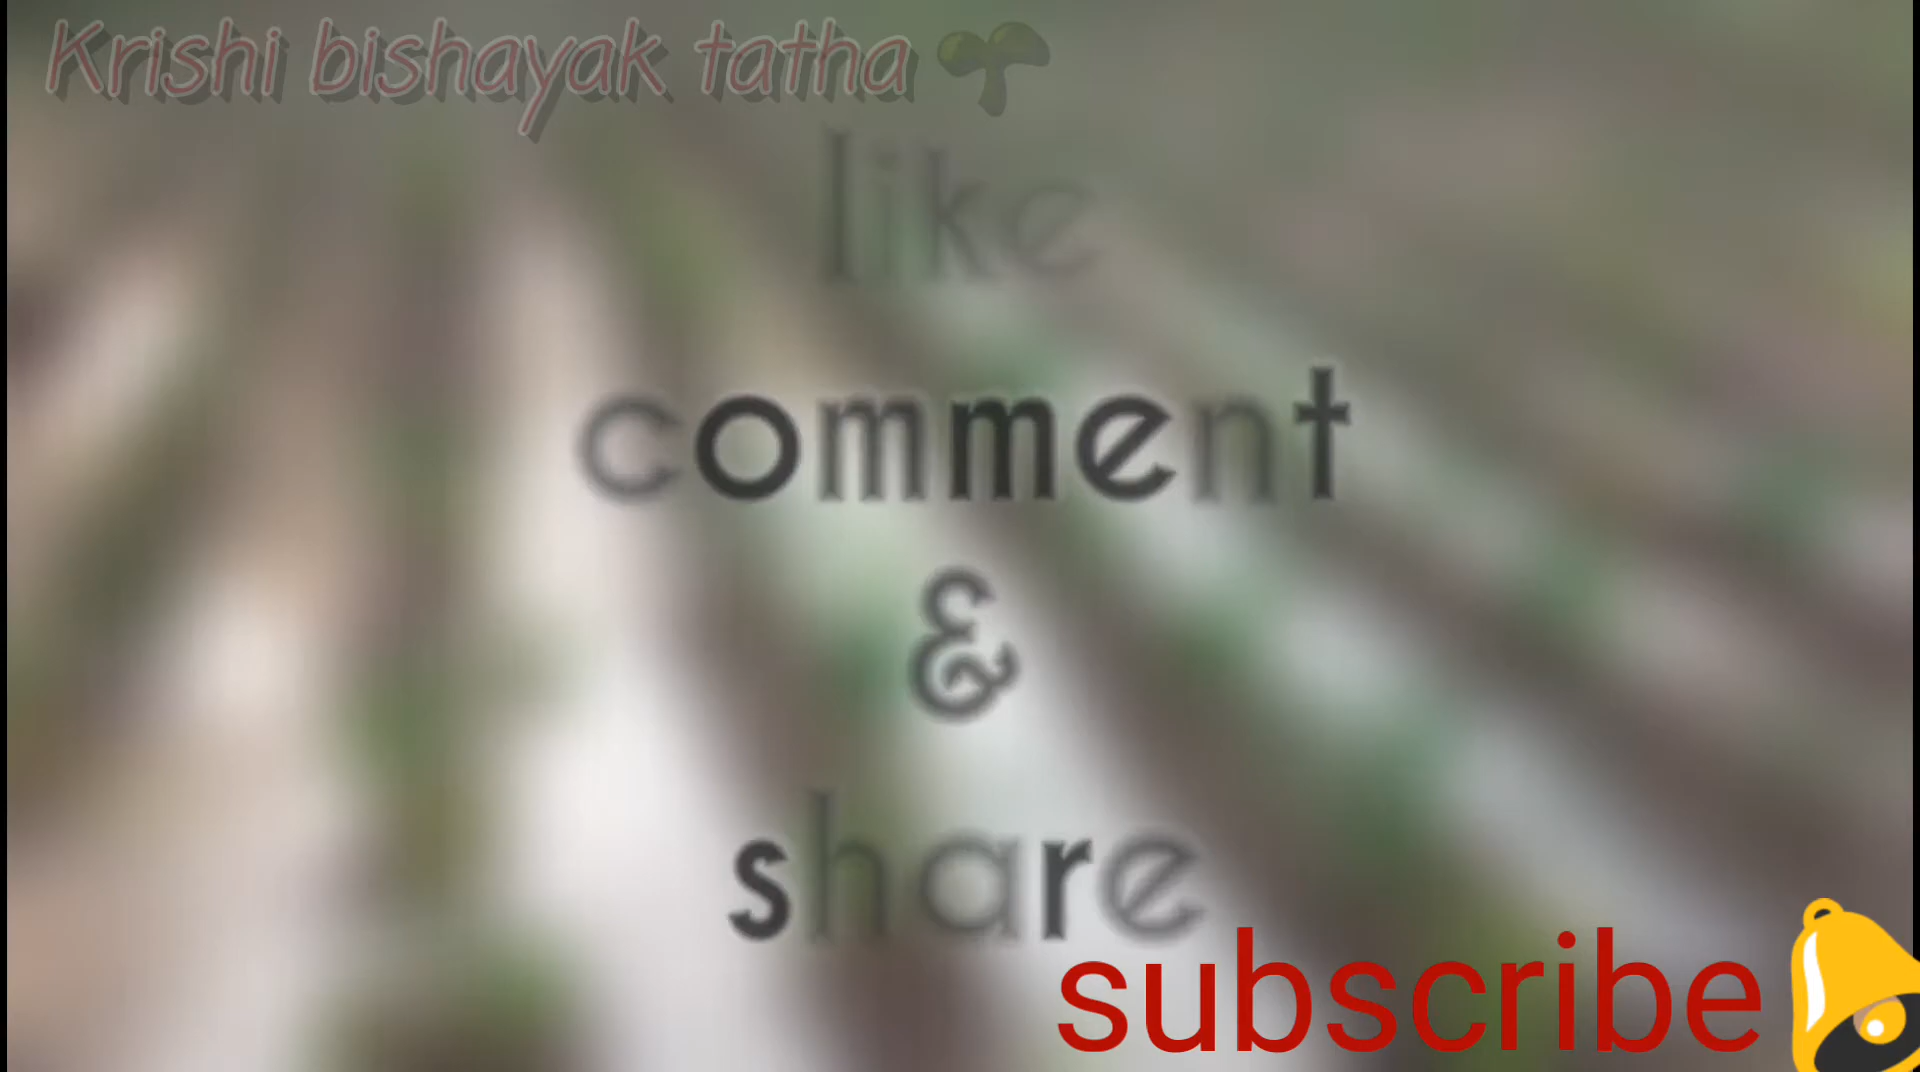 Krishi bishayak tatha 🌱
like
comment
&
share
subscribe🔔